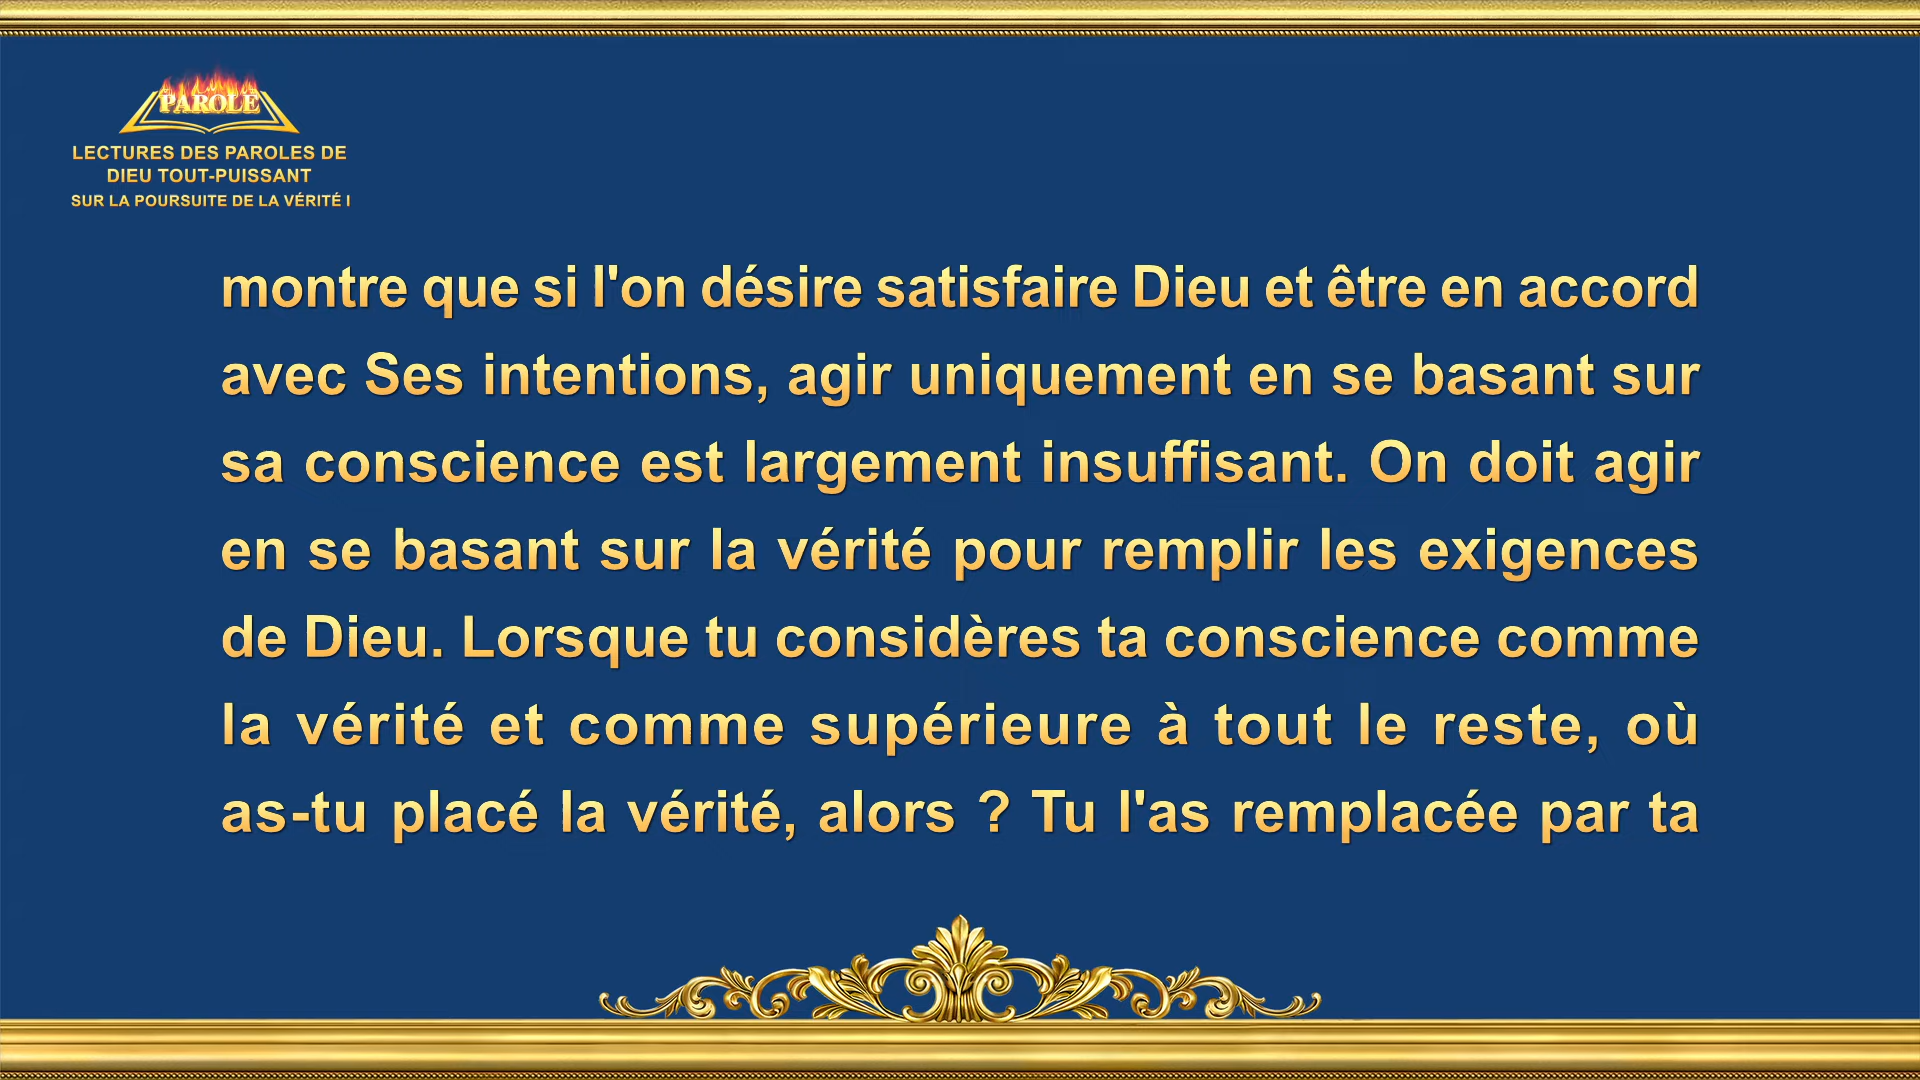 PAROLE
LECTURES DES PAROLES DE
DIEU TOUT-PUISSANT
SUR LA POURSUITE DE LA VÉRITÉ I
montre que si l'on désire satisfaire Dieu et être en accord
avec Ses intentions, agir uniquement en se basant sur
sa conscience est largement insuffisant. On doit agir
en se basant sur la vérité pour remplir les exigences
de Dieu. Lorsque tu considères ta conscience comme
la vérité et comme supérieure à tout le reste, où
as-tu placé la vérité, alors ? Tu l'as remplacée par ta